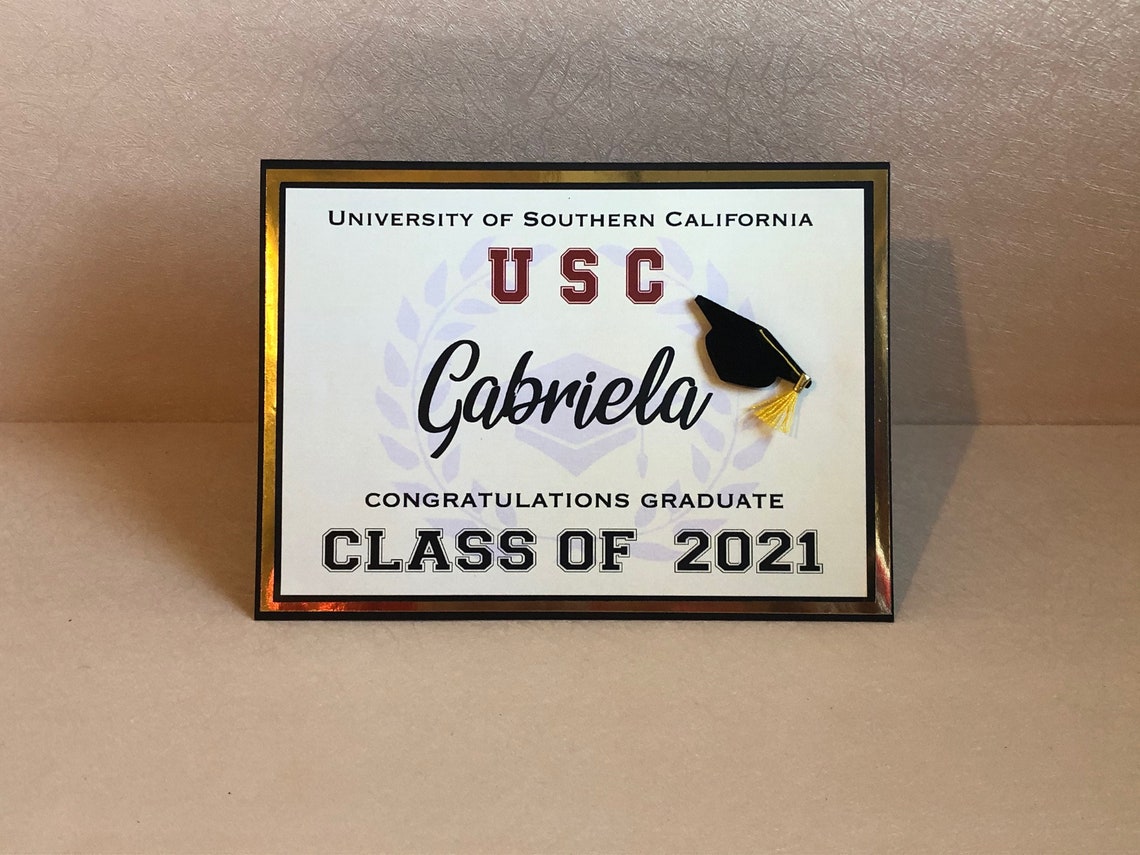 University of Southern California
USC
Gabriela
CONGRATULATIONS GRADUATE
CLASS OF 2021